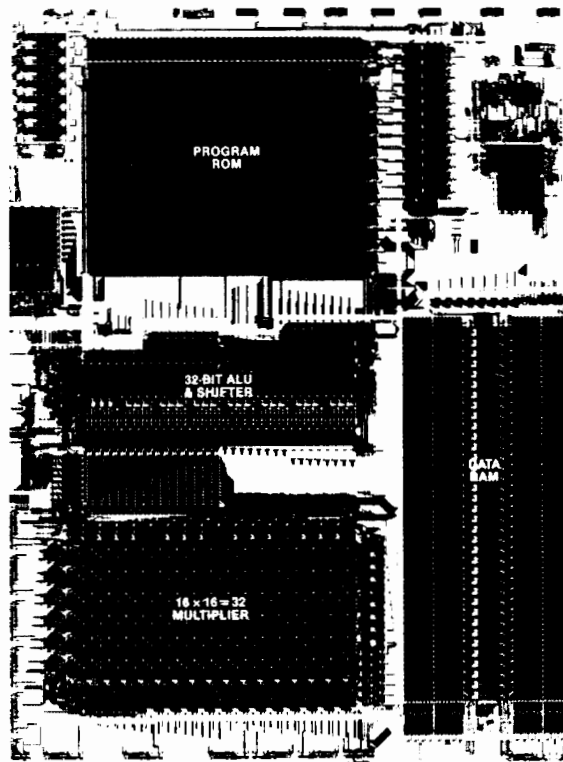 PROGRAM
ROM
32-BIT ALU
& SHIFTER
DATA
RAM
16 x 16 = 32
MULTIPLIER